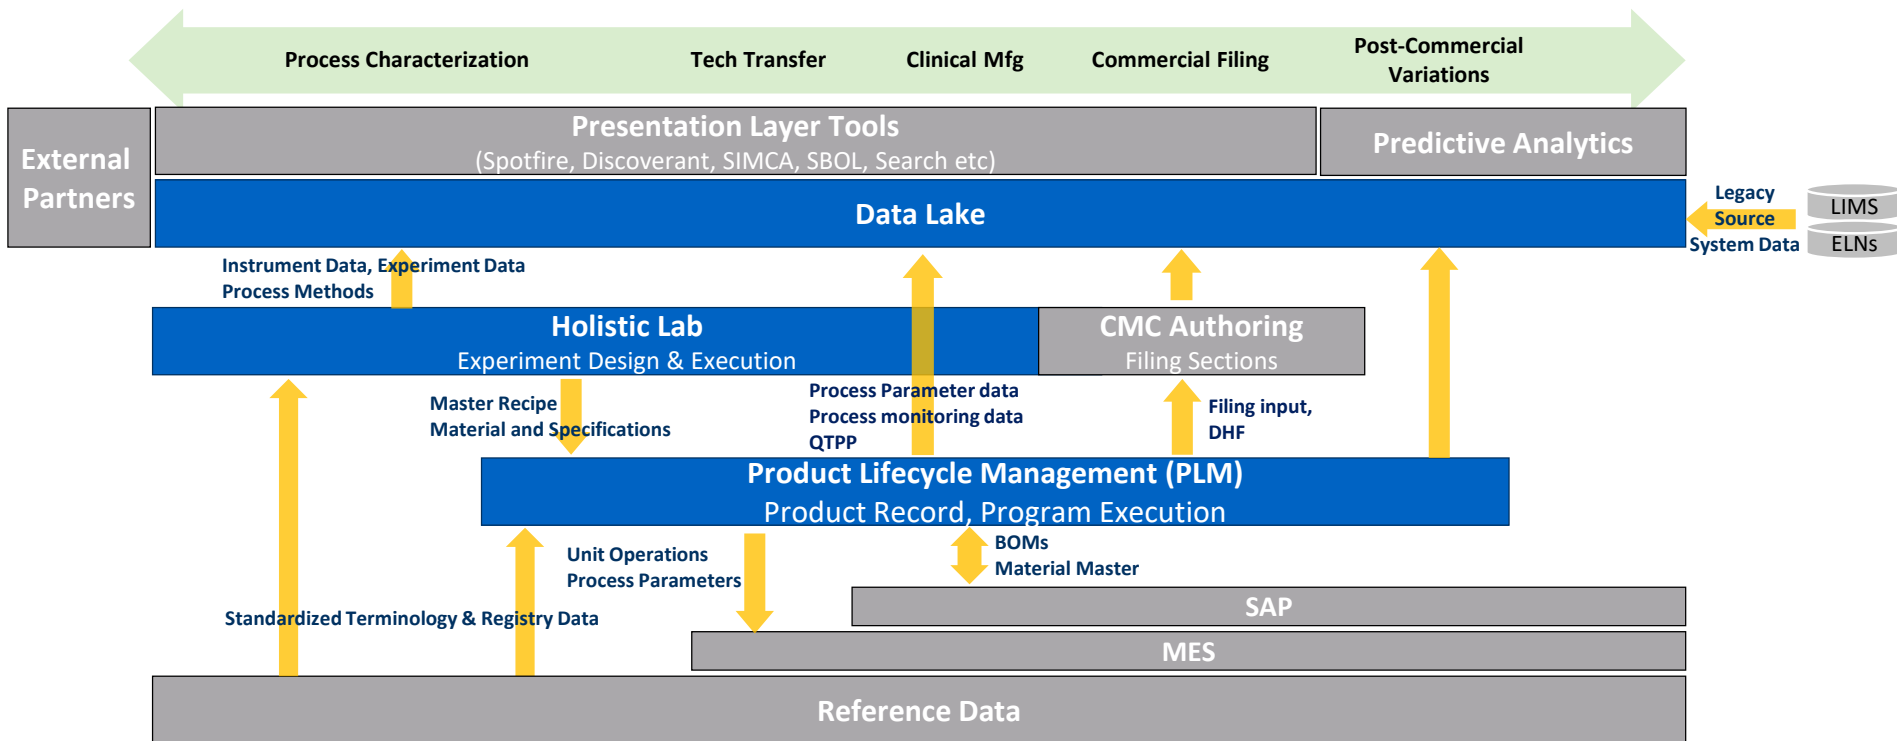 Process Characterization
Tech Transfer
Clinical Mfg
Commercial Filing
Post-Commercial
Variations
External
Partners
Presentation Layer Tools
(Spotfire, Discoverant, SIMCA, SBOL, Search etc)
Predictive Analytics
Data Lake
Legacy
Source
System Data
LIMS
ELNs
Instrument Data, Experiment Data
Process Methods
Holistic Lab
Experiment Design & Execution
CMC Authoring
Filing Sections
Master Recipe
Material and Specifications
Process Parameter data
Process monitoring data
QTPP
Filing input,
DHF
Product Lifecycle Management (PLM)
Product Record, Program Execution
Unit Operations
Process Parameters
BOMs
Material Master
Standardized Terminology & Registry Data
SAP
MES
Reference Data